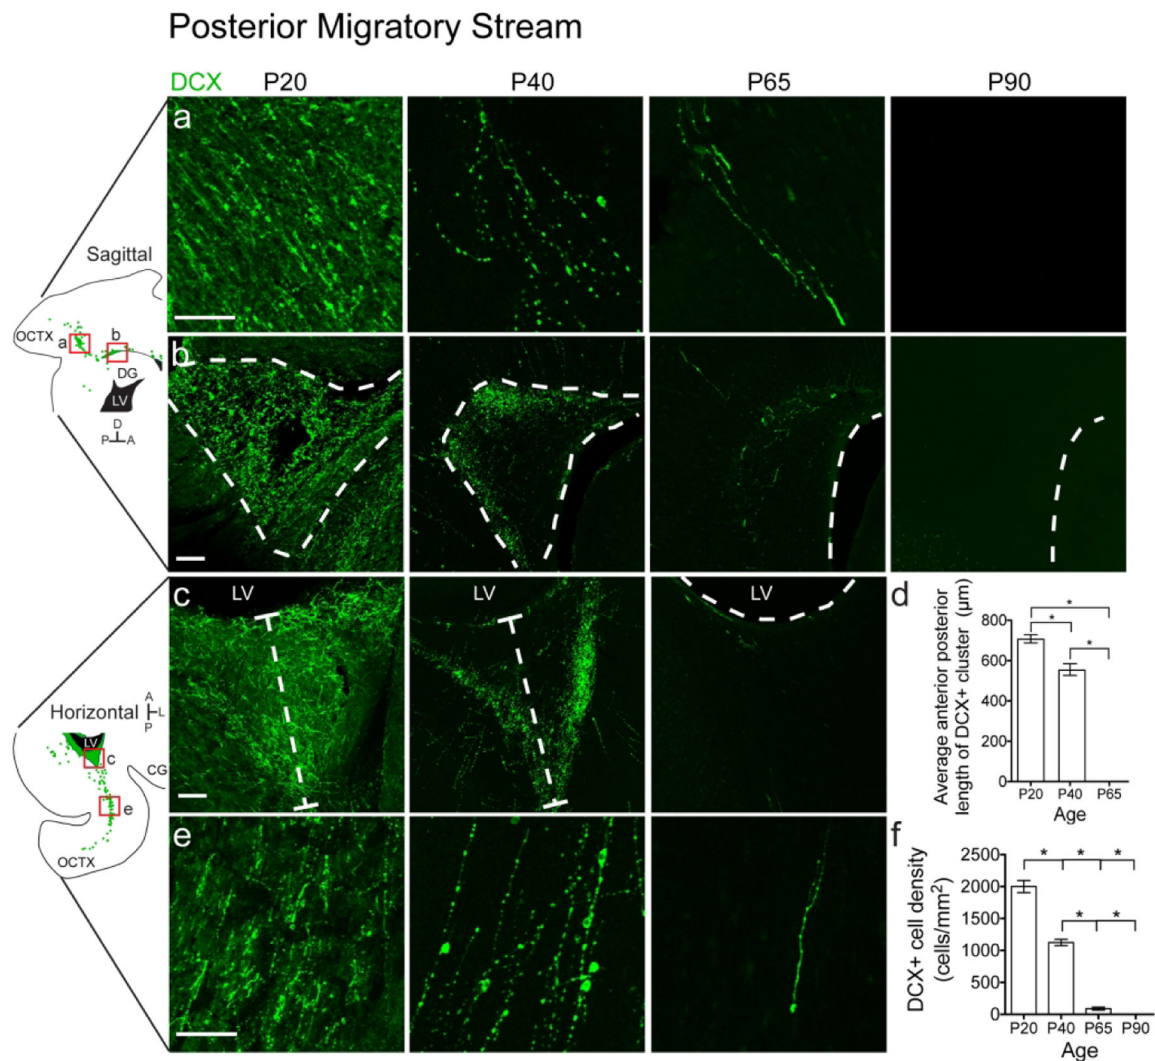 Posterior Migratory Stream
DCX P20 P40 P65 P90
a
Sagittal
OCTX
a
b
DG
LV
D
P A
b
c
LV
LV
LV
d
Average anterior posterior
length of DCX+ cluster (µm)
800
600
400
200
0
* * *
P20 P40 P65
Age
Horizontal
A
L
P
LV
c
CG
e
OCTX
e
f
DCX+ cell density
(cells/mm²)
2500
2000
1500
1000
500
0
* * *
* *
P20 P40 P65 P90
Age